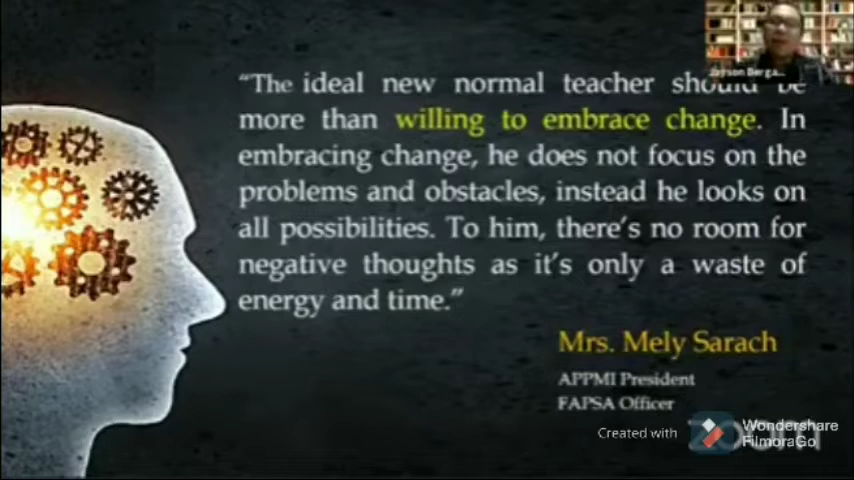 “The ideal new normal teacher should be
more than willing to embrace change. In
embracing change, he does not focus on the
problems and obstacles, instead he looks on
all possibilities. To him, there’s no room for
negative thoughts as it’s only a waste of
energy and time.”
Mrs. Mely Sarach
APPMI President
FAPSA Officer
Created with
Wondershare
FilmoraGo
zoom